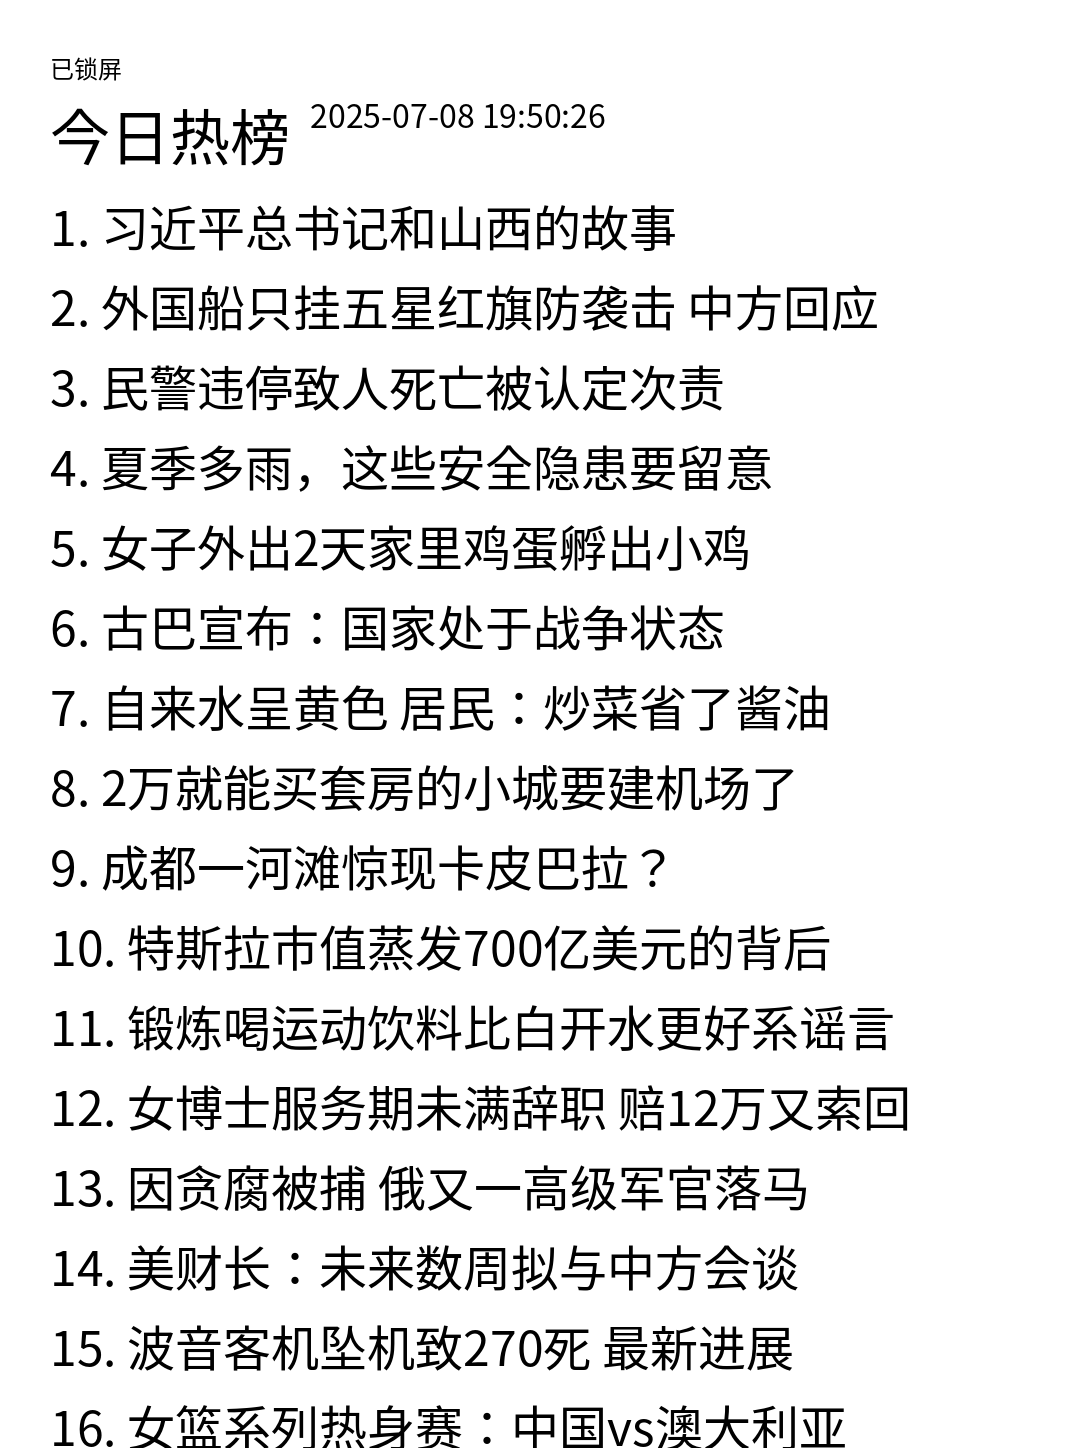 已锁屏
今日热榜 2025-07-08 19:50:26
1. 习近平总书记和山西的故事
2. 外国船只挂五星红旗防袭击 中方回应
3. 民警违停致人死亡被认定次责
4. 夏季多雨，这些安全隐患要留意
5. 女子外出2天家里鸡蛋孵出小鸡
6. 古巴宣布：国家处于战争状态
7. 自来水呈黄色 居民：炒菜省了酱油
8. 2万就能买套房的小城要建机场了
9. 成都一河滩惊现卡皮巴拉？
10. 特斯拉市值蒸发700亿美元的背后
11. 锻炼喝运动饮料比白开水更好系谣言
12. 女博士服务期未满辞职 赔12万又索回
13. 因贪腐被捕 俄又一高级军官落马
14. 美财长：未来数周拟与中方会谈
15. 波音客机坠机致270死 最新进展
16. 女篮系列热身赛：中国vs澳大利亚